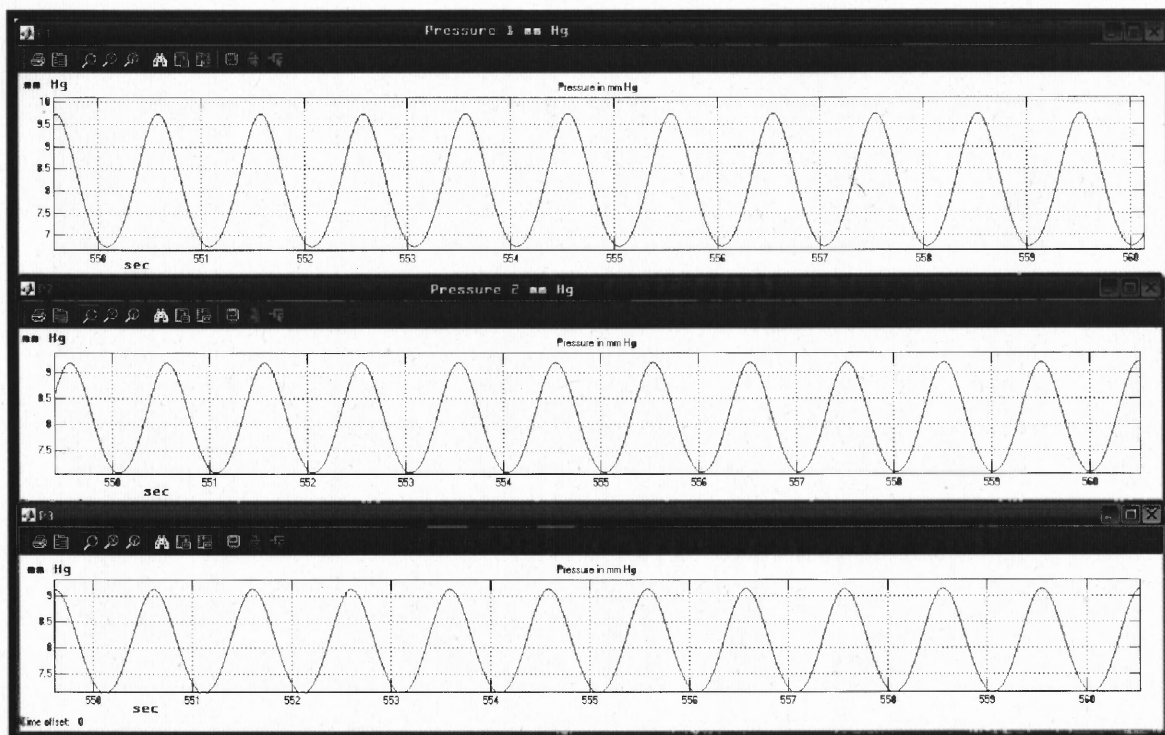 P1
Pressure 1 mm Hg
mm Hg
Pressure in mm Hg
10
9.5
9
8.5
8
7.5
7
550 551 552 553 554 555 556 557 558 559 560
sec
P2
Pressure 2 mm Hg
mm Hg
Pressure in mm Hg
9
8.5
8
7.5
550 551 552 553 554 555 556 557 558 559 560
sec
P3
mm Hg
Pressure in mm Hg
9
8.5
8
7.5
550 551 552 553 554 555 556 557 558 559 560
sec
Time offset: 0